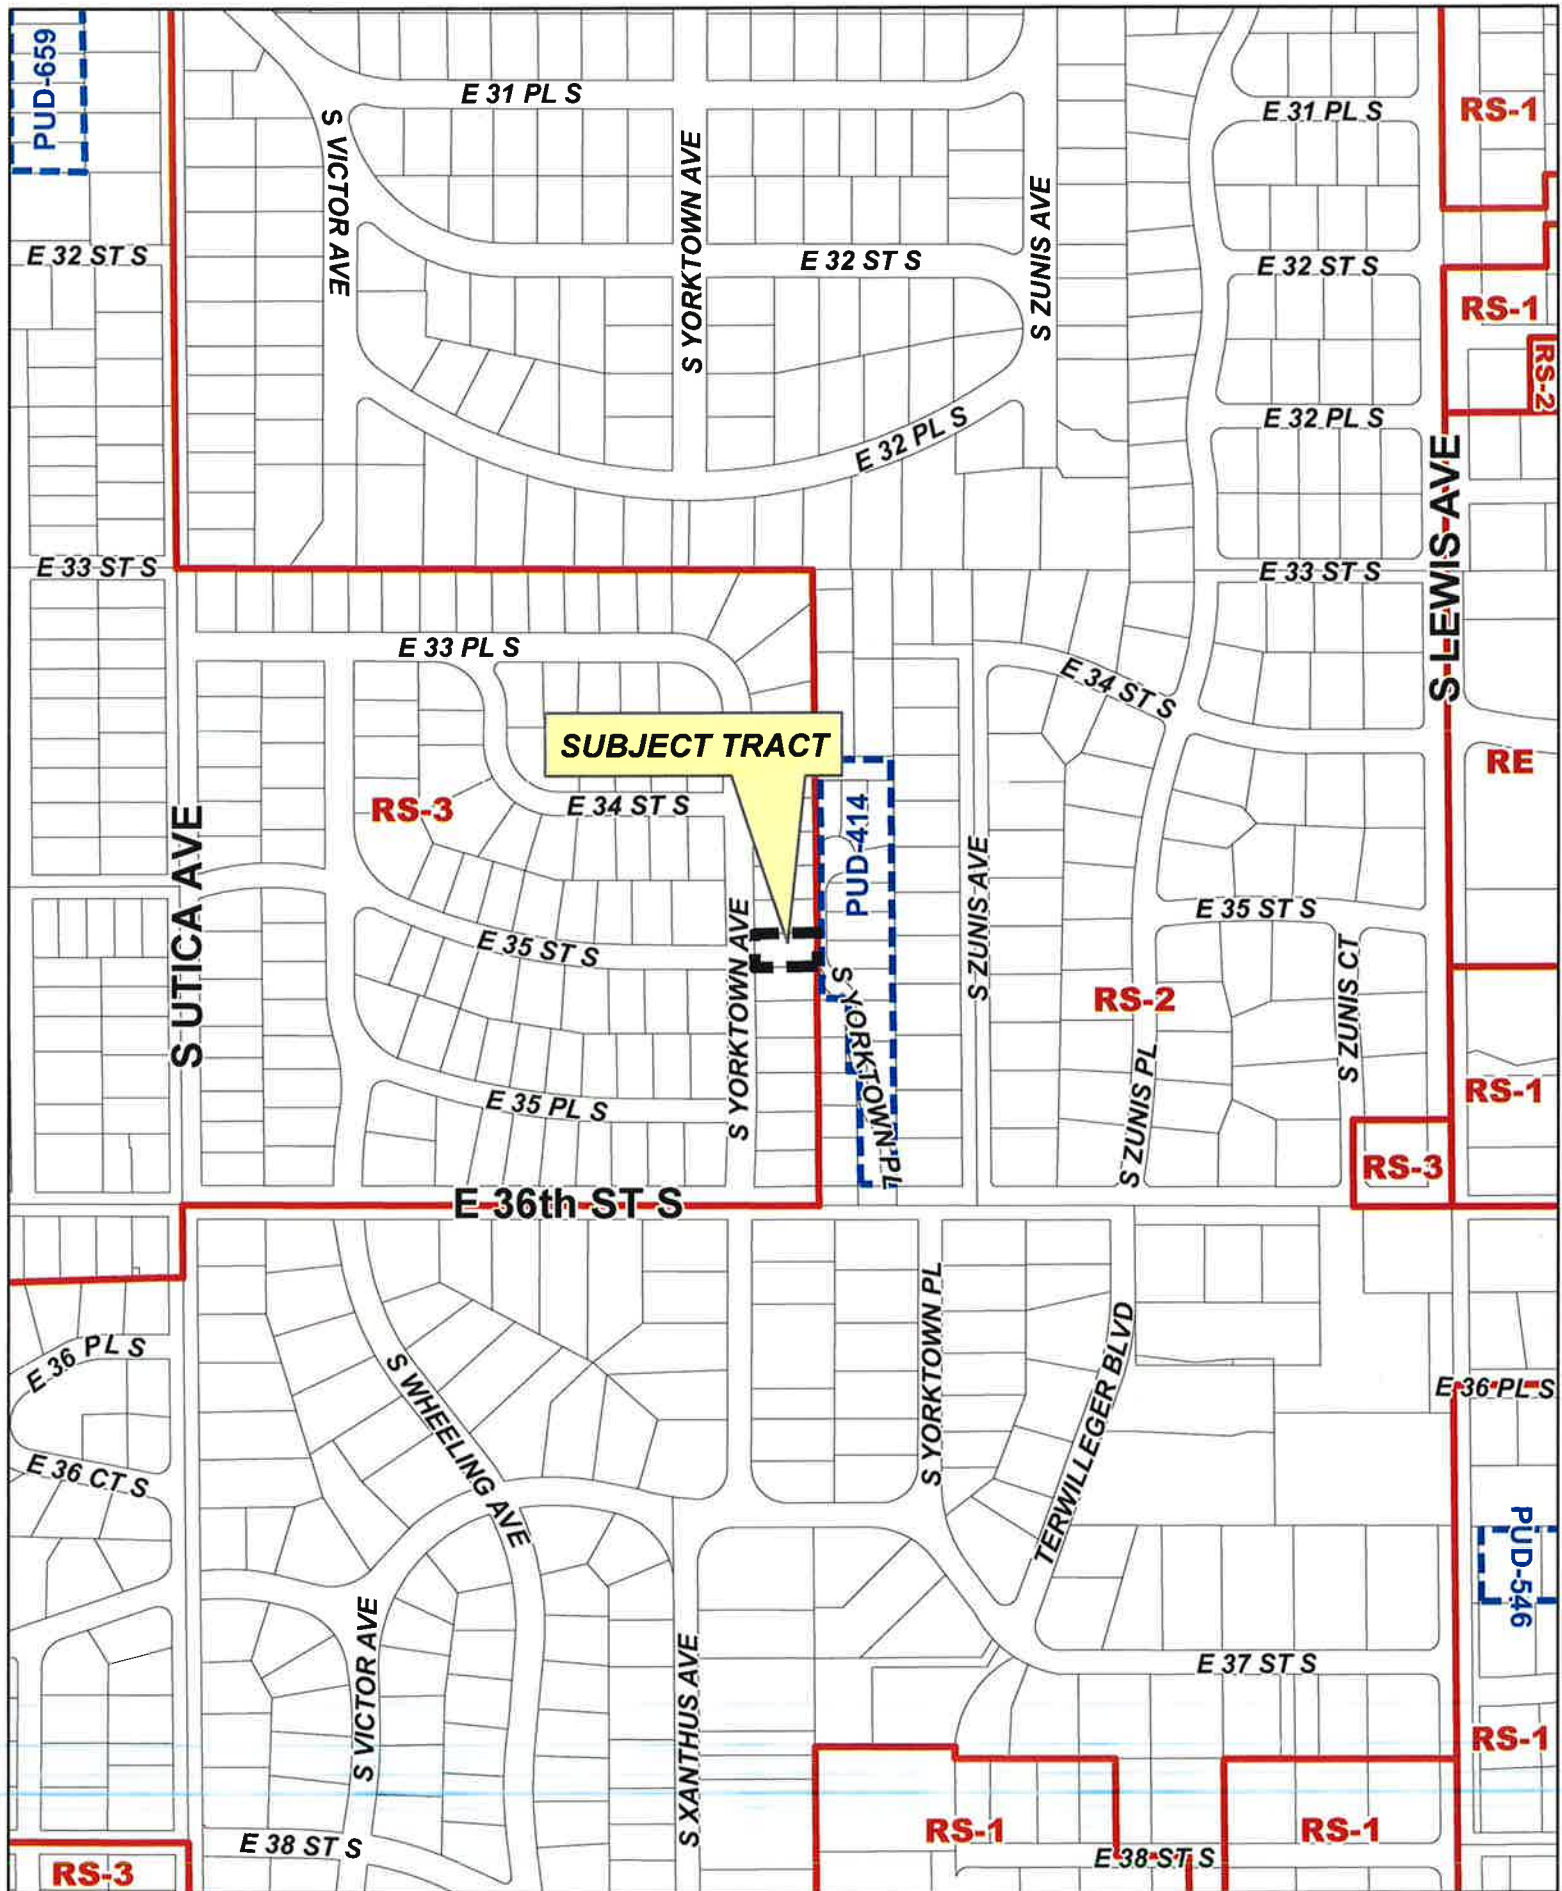 PUD-659
E 31 PL S
E 31 PL S
RS-1
S VICTOR AVE
S YORKTOWN AVE
S ZUNIS AVE
E 32 ST S
E 32 ST S
E 32 ST S
RS-1
RS-2
E 32 PL S
E 32 PL S
S LEWIS AVE
E 33 ST S
E 33 ST S
E 33 PL S
E 34 ST S
SUBJECT TRACT
RE
RS-3
E 34 ST S
PUD-414
S UTICA AVE
S YORKTOWN AVE
S ZUNIS AVE
E 35 ST S
E 35 ST S
S YORKTOWN PL
RS-2
S ZUNIS CT
S ZUNIS PL
RS-1
E 35 PL S
RS-3
E 36th ST S
E 36 PL S
S WHEELING AVE
S YORKTOWN PL
TERWILLEGER BLVD
E 36 PL S
E 36 CT S
PUD-546
S VICTOR AVE
S XANTHUS AVE
E 37 ST S
RS-1
E 38 ST S
RS-1
RS-1
E 38 ST S
RS-3